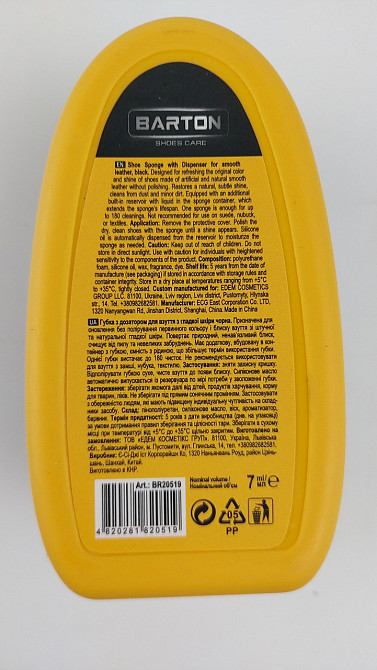 BARTON
SHOES CARE
EN Shoe Sponge with Dispenser for smooth
leather, black. Designed for refreshing the original color
and shine of shoes made of artificial and natural smooth
leather without polishing. Restores a natural, subtle shine,
cleans from dust and minor dirt. Equipped with an additional
built-in reservoir with liquid in the sponge container, which
extends the sponge's lifespan. One sponge is enough for up
to 180 cleanings. Not recommended for use on suede, nubuck,
or textiles. Application: Remove the protective cover. Polish the
dry, clean shoes with the sponge until a shine appears. Silicone
oil is automatically dispensed from the reservoir to moisturize the
sponge as needed. Caution: Keep out of reach of children. Do not
store in direct sunlight. Use with caution for individuals with heightened
sensitivity to the components of the product. Composition: polyurethane
foam, silicone oil, wax, fragrance, dye. Shelf life: 5 years from the date of
manufacture (see packaging) if stored in accordance with storage rules and
container integrity. Store in a dry place at temperatures ranging from +5°C
to +35°C, tightly closed. Custom manufactured for: EDEM COSMETICS
GROUP LLC. 81100, Ukraine, Lviv region, Lviv district, Pustomyty, Hlynska
str., 14. Tel. +380982682581. Manufacturer: ECG East Corporation Co. LTD,
1320 Nanyangwan Rd, Jinshan District, Shanghai, China. Made in China
UA Губка з дозатором для взуття з гладкої шкіри чорна. Призначена для
поновлення без полірування первинного кольору і блиску взуття зі штучної
та натуральної гладкої шкіри. Повертає природний, ненав'язливий блиск,
очищує від пилу та невеликих забруднень. Має додаткову, вбудовану в кон-
тейнер з губкою, ємність з рідиною, що збільшує термін використання губки.
Однієї губки вистачає до 180 чисток. Не рекомендується використовувати
для взуття з замші, нубука, текстилю. Застосування: зняти захисну кришку.
Відполірувати губкою сухе, чисте взуття до появи блиску. Силіконове масло
автоматично випускається із резервуара по мірі потреби у зволоженні губки.
Застереження: зберігати якомога далі від дітей, продуктів харчування, корму
для тварин, ліків. Не зберігати під прямим сонячним промінням. Застосовувати
з обережністю людям, які мають підвищену індивідуальну чутливість на склад-
ники засобу. Склад: пінополіуретан, силіконове масло, віск, ароматизатор,
барвник. Термін придатності: 5 років з дати виробництва (див. на упаковці)
за умови дотримання правил зберігання та цілісності тари. Зберігати в сухому
місці при температурі від +5°С до +35°С щільно закритим. Виготовлено на
замовлення: ТОВ «ЕДЕМ КОСМЕТІКС ГРУП». 81100, Україна, Львівська
обл., Львівський район, м. Пустомити, вул. Глинська, 14. Тел.: +380982682581.
Виробник: Є-Сі-Джі Іст Корпорейшн Ко, 1320 Наньянвань Роуд, район Цзінь-
шань, Шанхай, Китай.
Виготовлено в КНР.
Art.: BR20519
Nominal volume /
Номінальний об'єм:
7 ml/
мл
4 820261 620519
05
PP